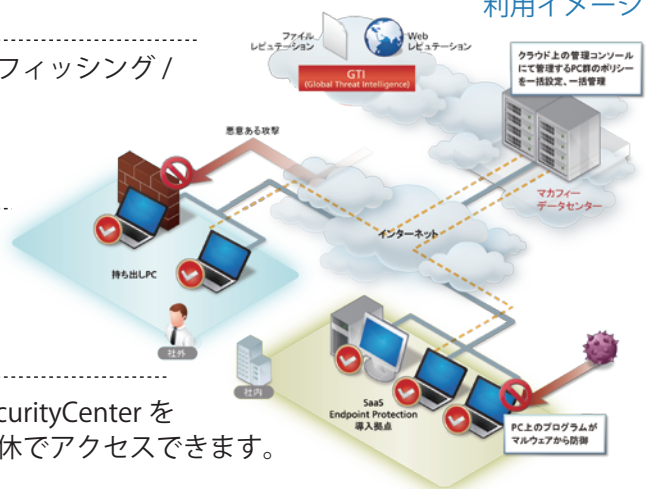 利用イメージ
フィッシング /
curityCenter を
休でアクセスできます。
ファイル
レピュテーション
Web
レピュテーション
GTI
(Global Threat Intelligence)
クラウド上の管理コンソール
にて管理するPC群のポリシー
を一括設定、一括管理
悪意ある攻撃
マカフィー
データセンター
インターネット
持ち出しPC
社外
社内
SaaS
Endpoint Protection
導入拠点
PC上のプログラムが
マルウェアから防御